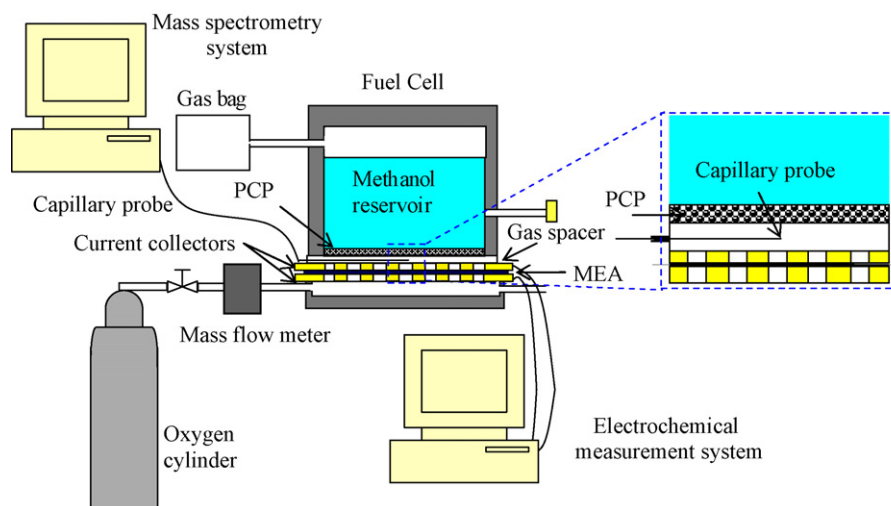 Mass spectrometry
system
Fuel Cell
Gas bag
PCP
Methanol
reservoir
Capillary probe
Current collectors
Gas spacer
MEA
Mass flow meter
Oxygen
cylinder
Electrochemical
measurement system
Capillary probe
PCP